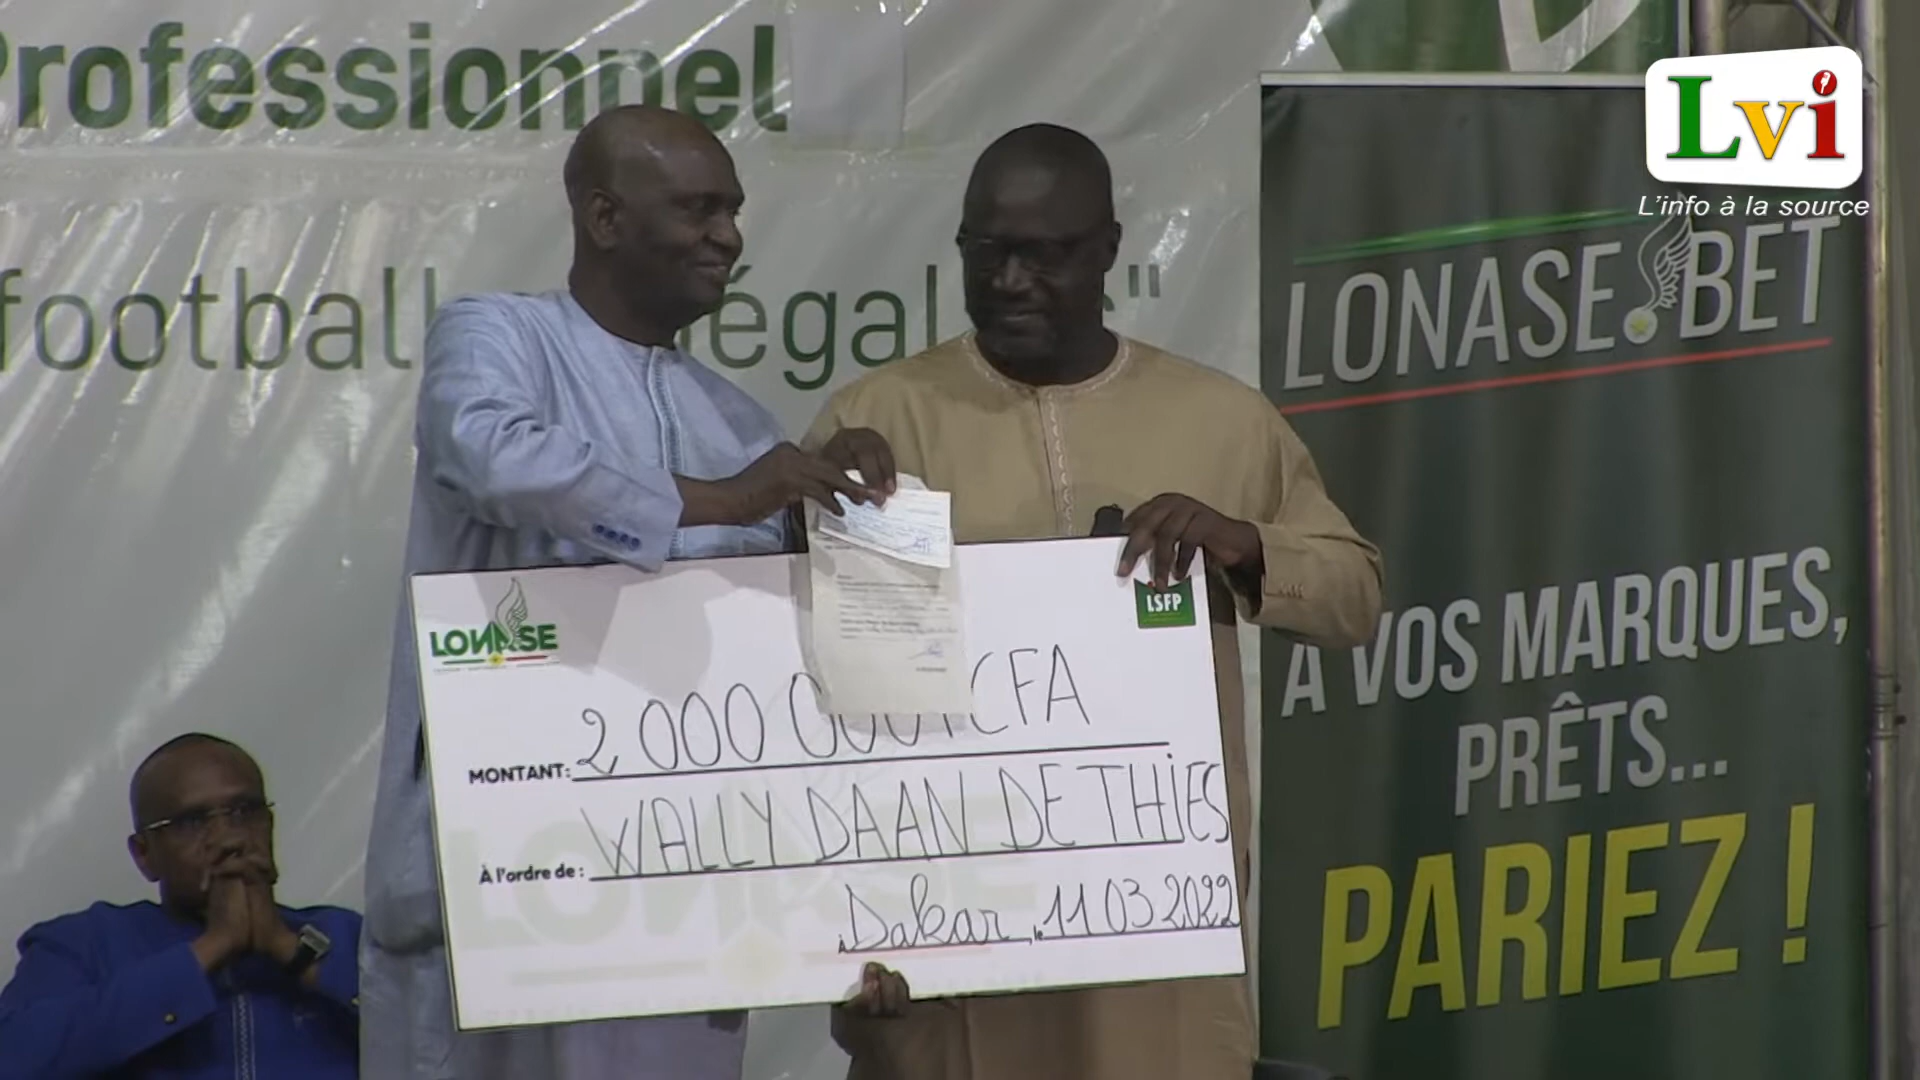 Professionnel
football
Lvi
L'info à la source
LONASE BET
À VOS MARQUES,
PRÊTS...
PARIEZ !
LONASE
LSFP
MONTANT: 2 000 000 FCFA
À l'ordre de : WALLY DAAN DE THIES
À Dakar, le 11 03 2022